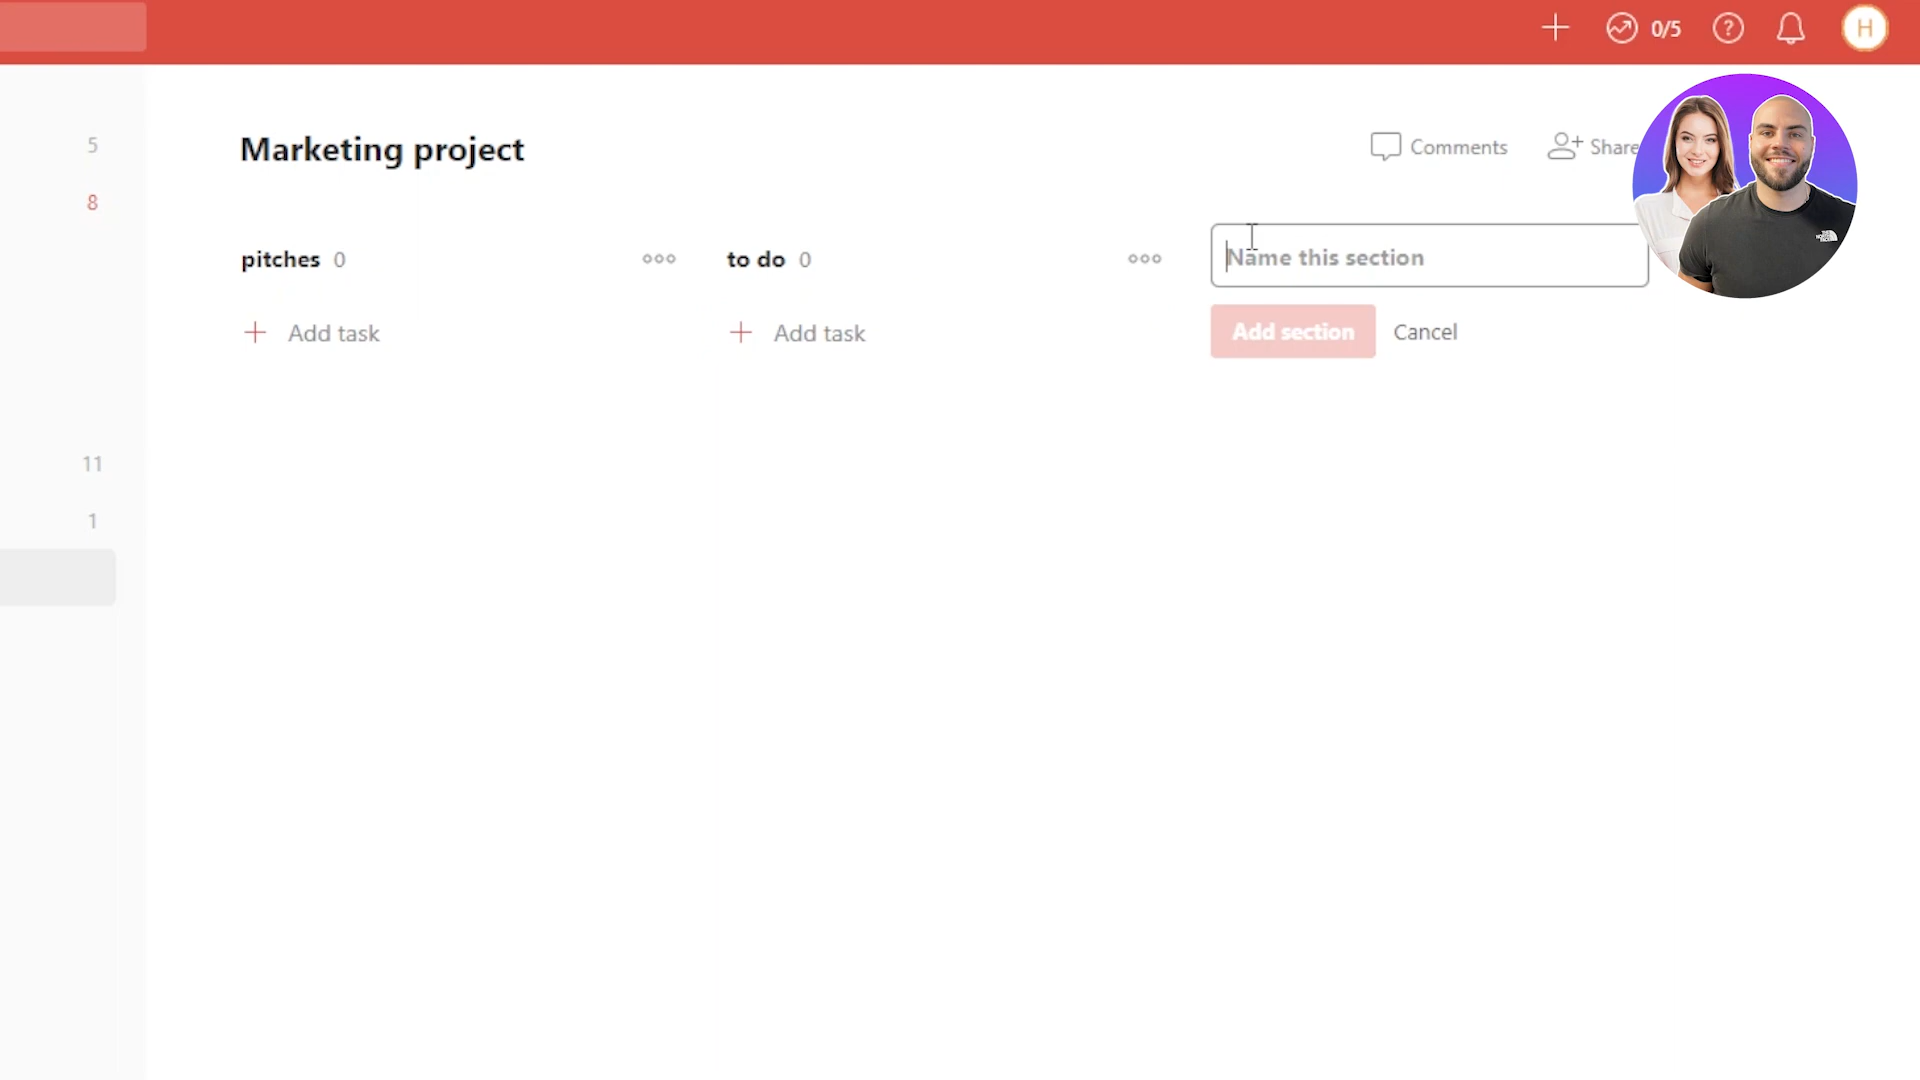 0/5
H
5
8
11
1
Marketing project
Comments
Share
pitches 0
to do 0
Name this section
Add task
Add task
Add section
Cancel